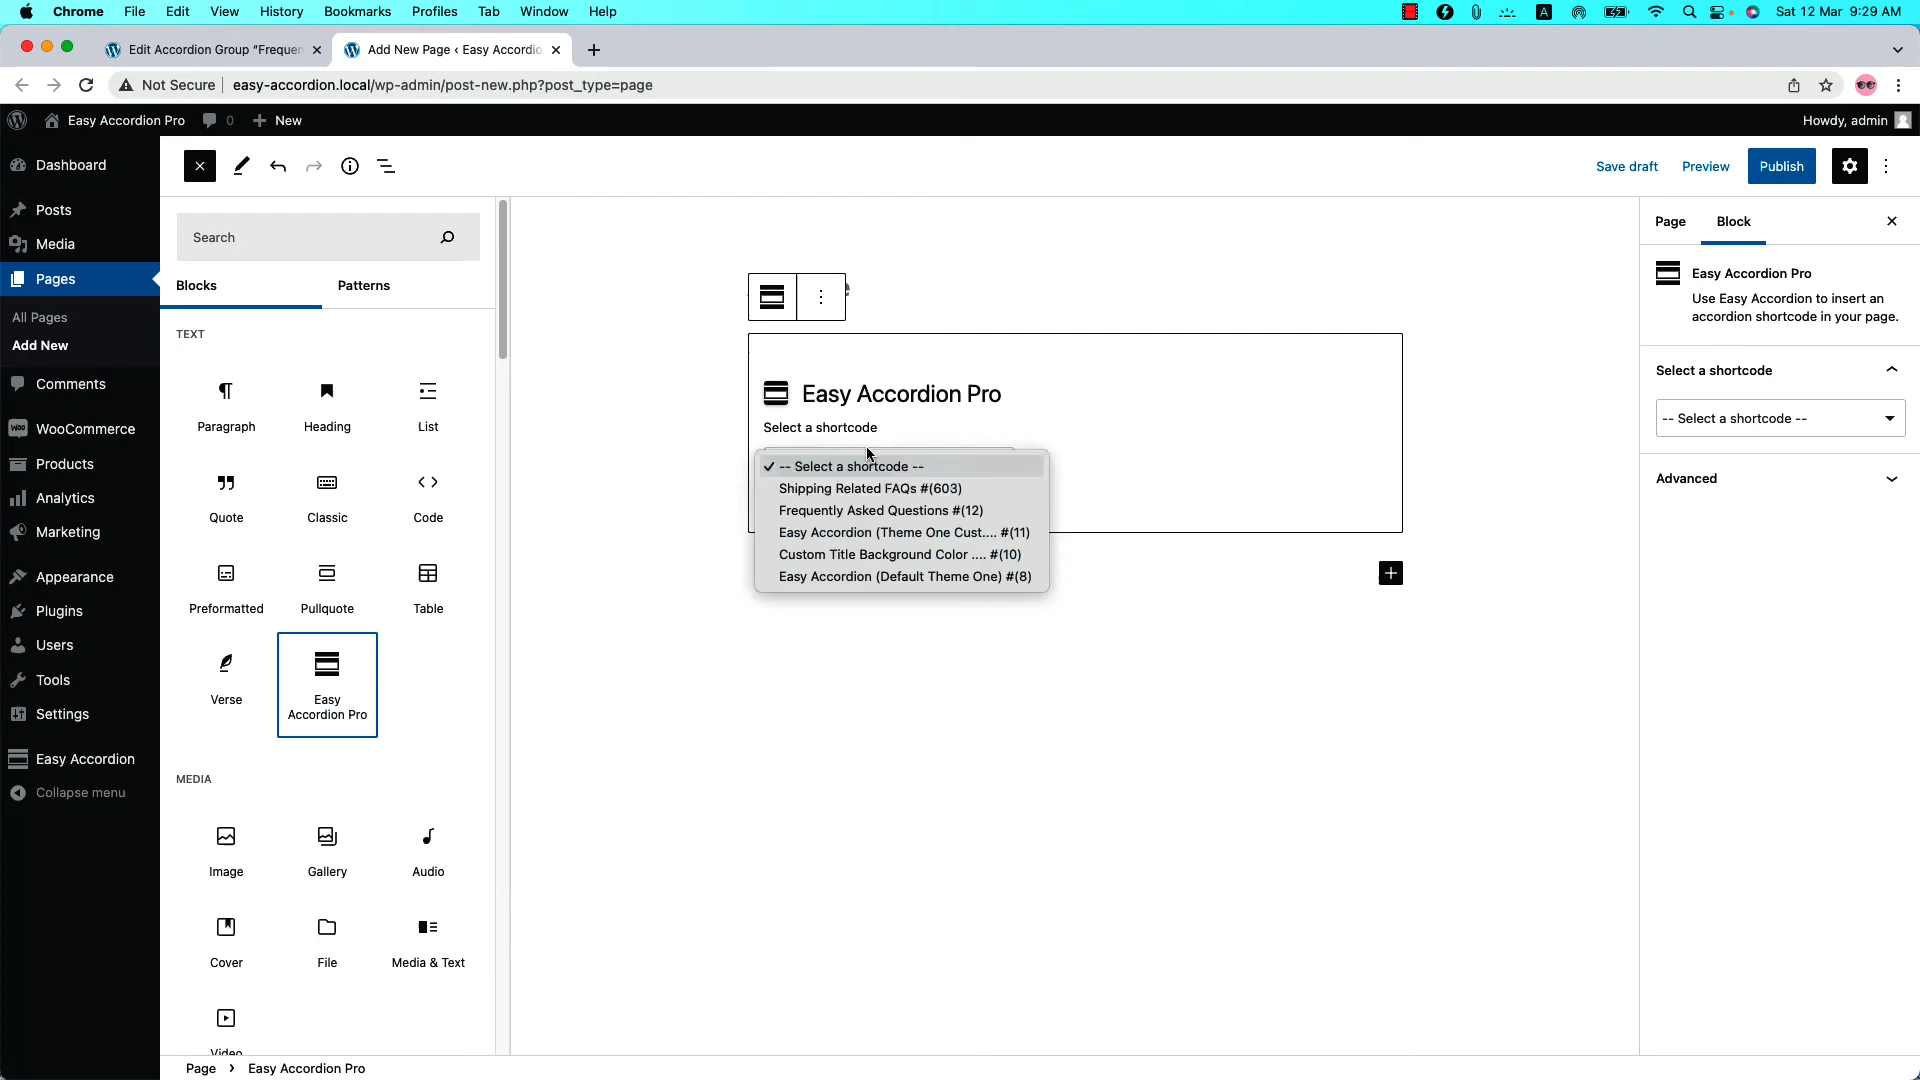 Chrome File Edit View History Bookmarks Profiles Tab Window Help Sat 12 Mar 9:29 AM
Edit Accordion Group “Frequen Add New Page ‹ Easy Accordio
Not Secure easy-accordion.local/wp-admin/post-new.php?post_type=page
Easy Accordion Pro 0 New Howdy, admin
Dashboard
Posts
Media
Pages
All Pages
Add New
Comments
WooCommerce
Products
Analytics
Marketing
Appearance
Plugins
Users
Tools
Settings
Easy Accordion
Collapse menu
Save draft Preview Publish
Search
Blocks Patterns
TEXT
Paragraph Heading List
Quote Classic Code
Preformatted Pullquote Table
Verse Easy
Accordion Pro
MEDIA
Image Gallery Audio
Cover File Media & Text
Video
Easy Accordion Pro
Select a shortcode
-- Select a shortcode --
Shipping Related FAQs #(603)
Frequently Asked Questions #(12)
Easy Accordion (Theme One Cust.... #(11)
Custom Title Background Color .... #(10)
Easy Accordion (Default Theme One) #(8)
Page Block
Easy Accordion Pro
Use Easy Accordion to insert an
accordion shortcode in your page.
Select a shortcode
-- Select a shortcode --
Advanced
Page › Easy Accordion Pro